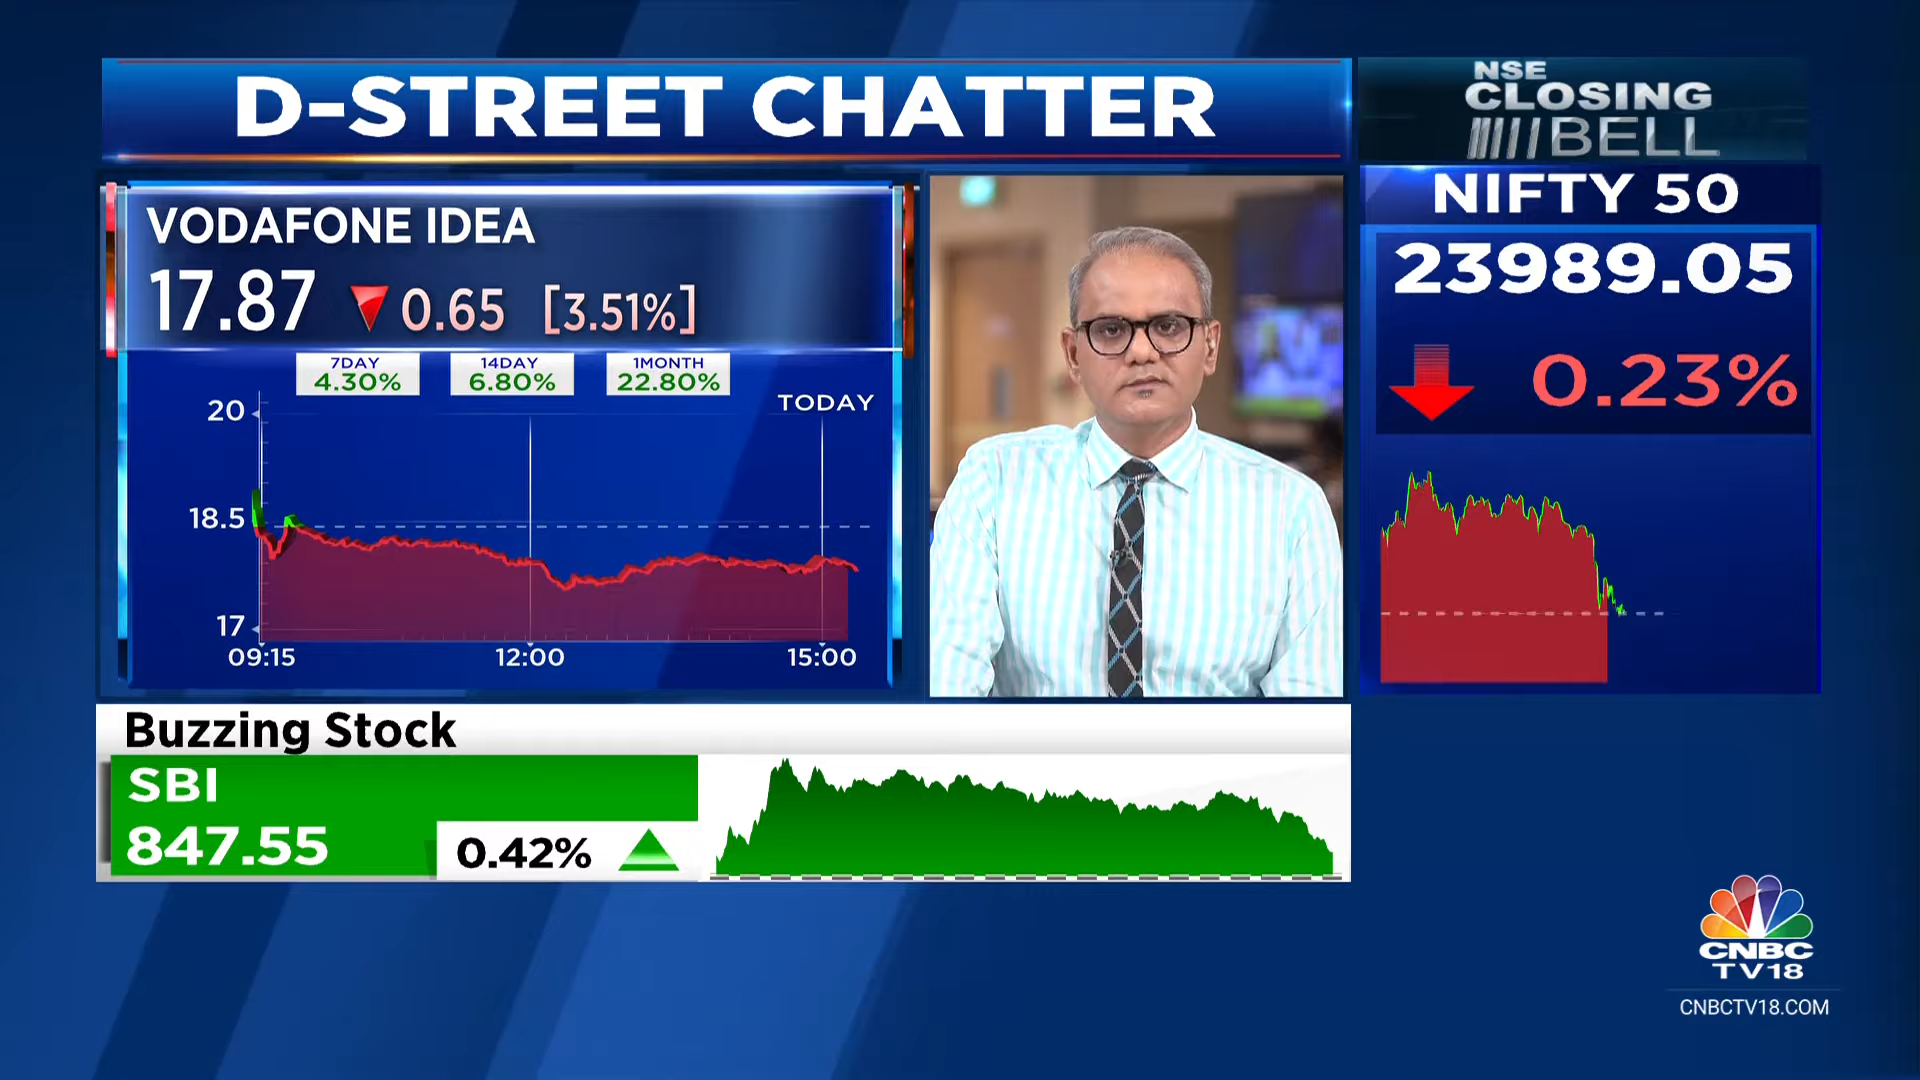 D-STREET CHATTER
NSE
CLOSING
BELL
VODAFONE IDEA
17.87 0.65 [3.51%]
7DAY
4.30%
14DAY
6.80%
1MONTH
22.80%
TODAY
20
18.5
17
09:15 12:00 15:00
NIFTY 50
23989.05
0.23%
Buzzing Stock
SBI
847.55
0.42%
CNBC
TV18
CNBCTV18.COM